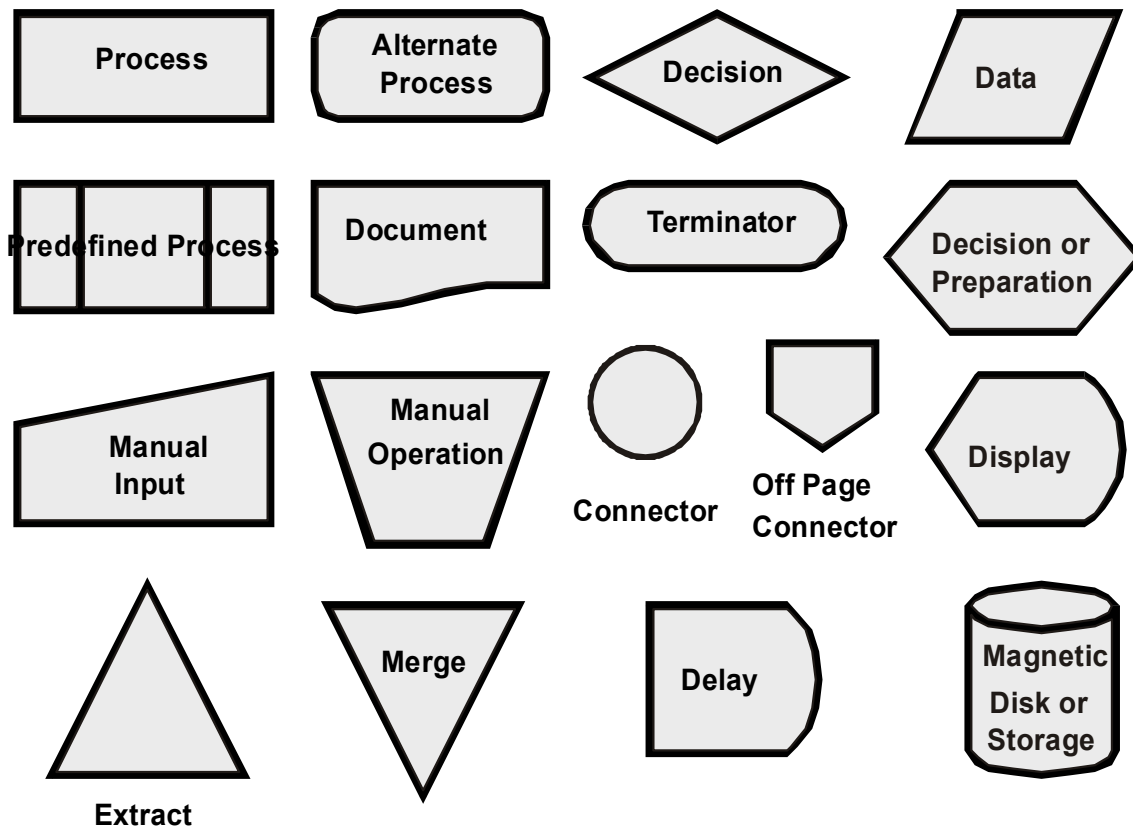 Process
Alternate
Process
Decision
Data
Predefined Process
Document
Terminator
Decision or
Preparation
Manual
Input
Manual
Operation
Connector
Off Page
Connector
Display
Extract
Merge
Delay
Magnetic
Disk or
Storage